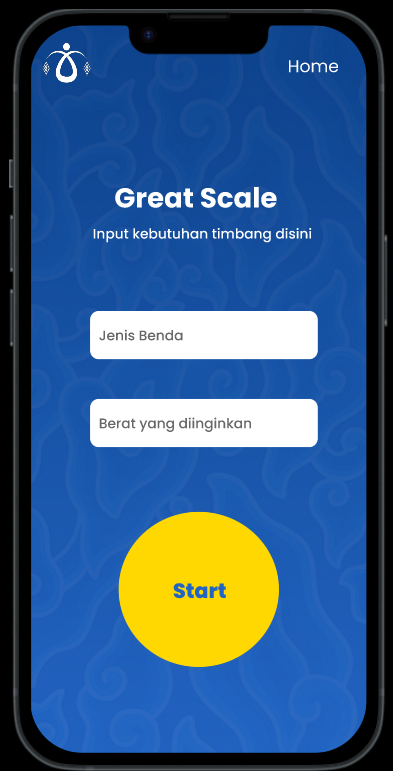 Home
Great Scale
Input kebutuhan timbang disini
Jenis Benda
Berat yang diinginkan
Start